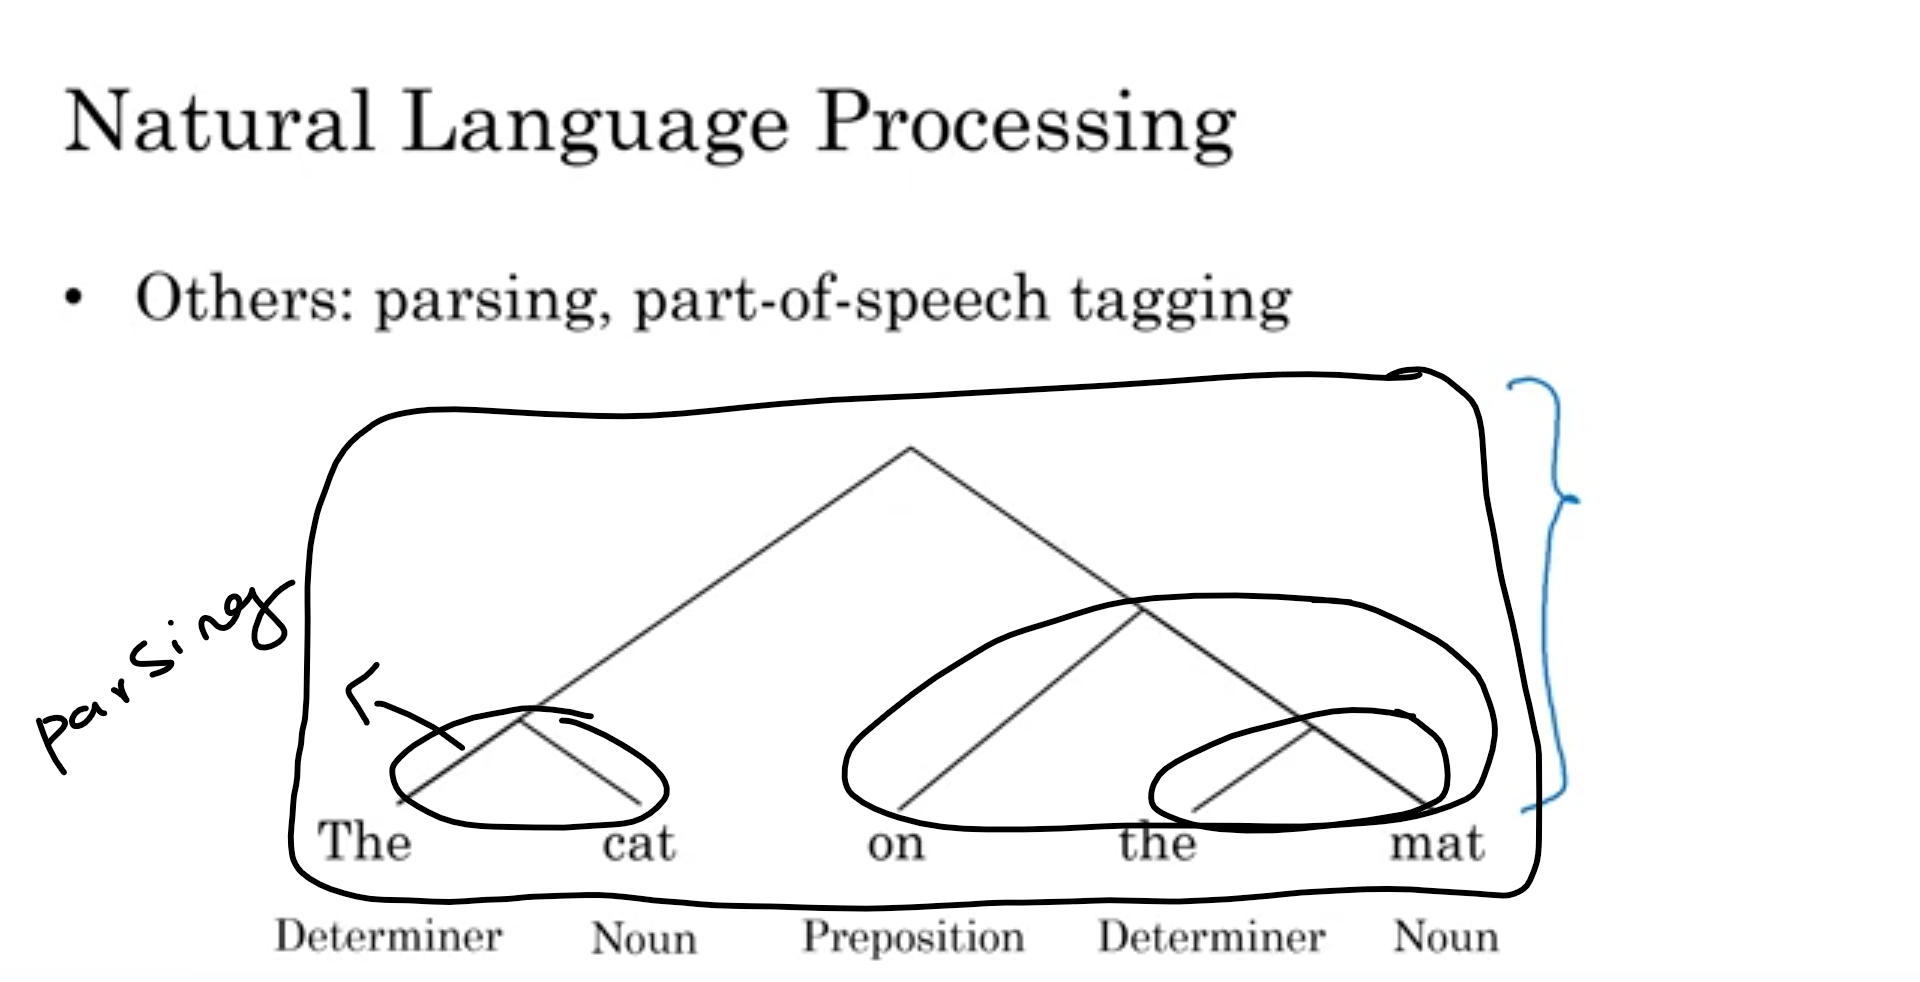 Natural Language Processing
• Others: parsing, part-of-speech tagging
parsing
The cat on the mat
Determiner Noun Preposition Determiner Noun